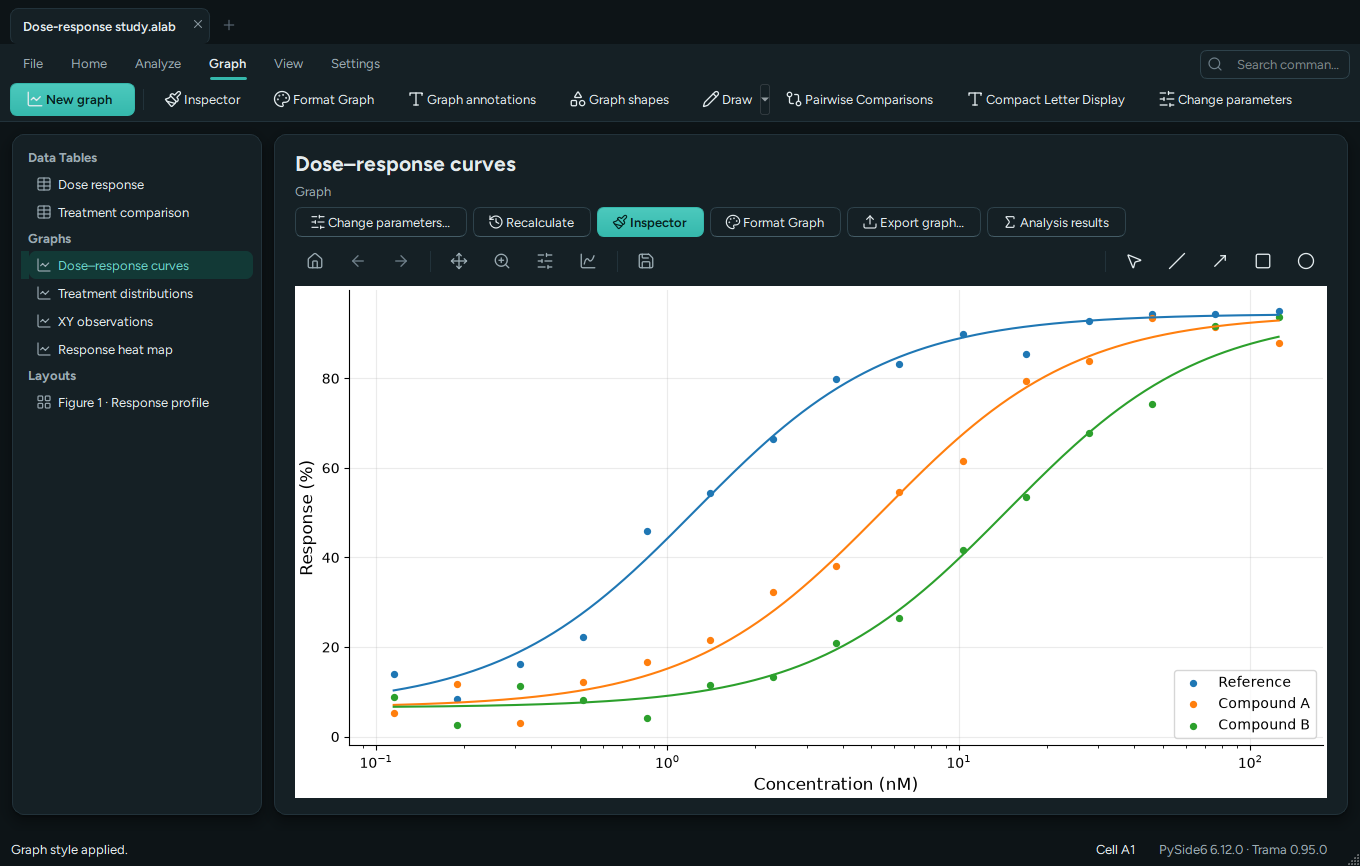 Dose-response study.alab
File Home Analyze Graph View Settings Search comman...
New graph Inspector Format Graph Graph annotations Graph shapes Draw Pairwise Comparisons Compact Letter Display Change parameters
Data Tables
Dose response
Treatment comparison
Graphs
Dose–response curves
Treatment distributions
XY observations
Response heat map
Layouts
Figure 1 · Response profile
Dose–response curves
Graph
Change parameters... Recalculate Inspector Format Graph Export graph... Analysis results
80
60
40
20
0
Response (%)
Reference
Compound A
Compound B
10⁻¹ 10⁰ 10¹ 10²
Concentration (nM)
Graph style applied. Cell A1 PySide6 6.12.0 · Trama 0.95.0